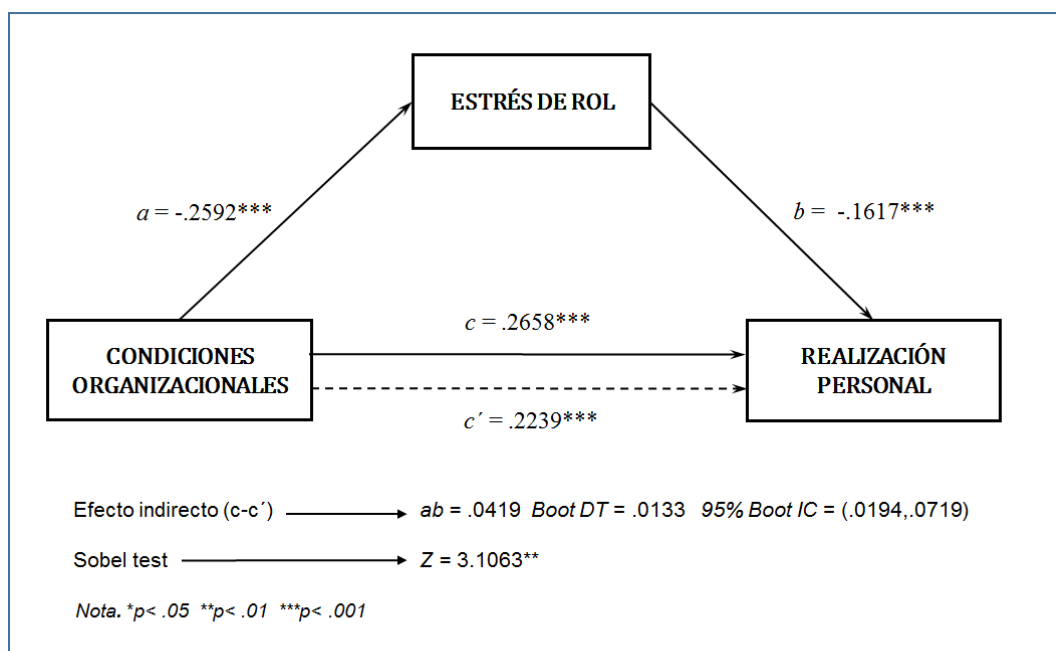 ESTRÉS DE ROL
a = -.2592***
b = -.1617***
c = .2658***
CONDICIONES
ORGANIZACIONALES
REALIZACIÓN
PERSONAL
c´ = .2239***
Efecto indirecto (c-c´) ab = .0419 Boot DT = .0133 95% Boot IC = (.0194,.0719)
Sobel test Z = 3.1063**
Nota. *p< .05 **p< .01 ***p< .001